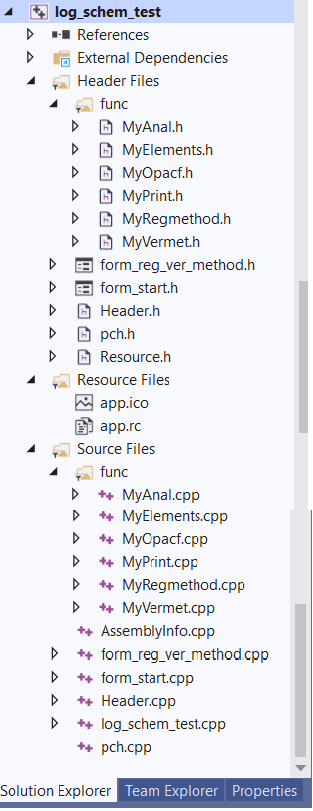 log_schem_test
References
External Dependencies
Header Files
func
MyAnal.h
MyElements.h
MyOpacf.h
MyPrint.h
MyRegmethod.h
MyVermet.h
form_reg_ver_method.h
form_start.h
Header.h
pch.h
Resource.h
Resource Files
app.ico
app.rc
Source Files
func
MyAnal.cpp
MyElements.cpp
MyOpacf.cpp
MyPrint.cpp
MyRegmethod.cpp
MyVermet.cpp
AssemblyInfo.cpp
form_reg_ver_method.cpp
form_start.cpp
Header.cpp
log_schem_test.cpp
pch.cpp
Solution Explorer Team Explorer Properties